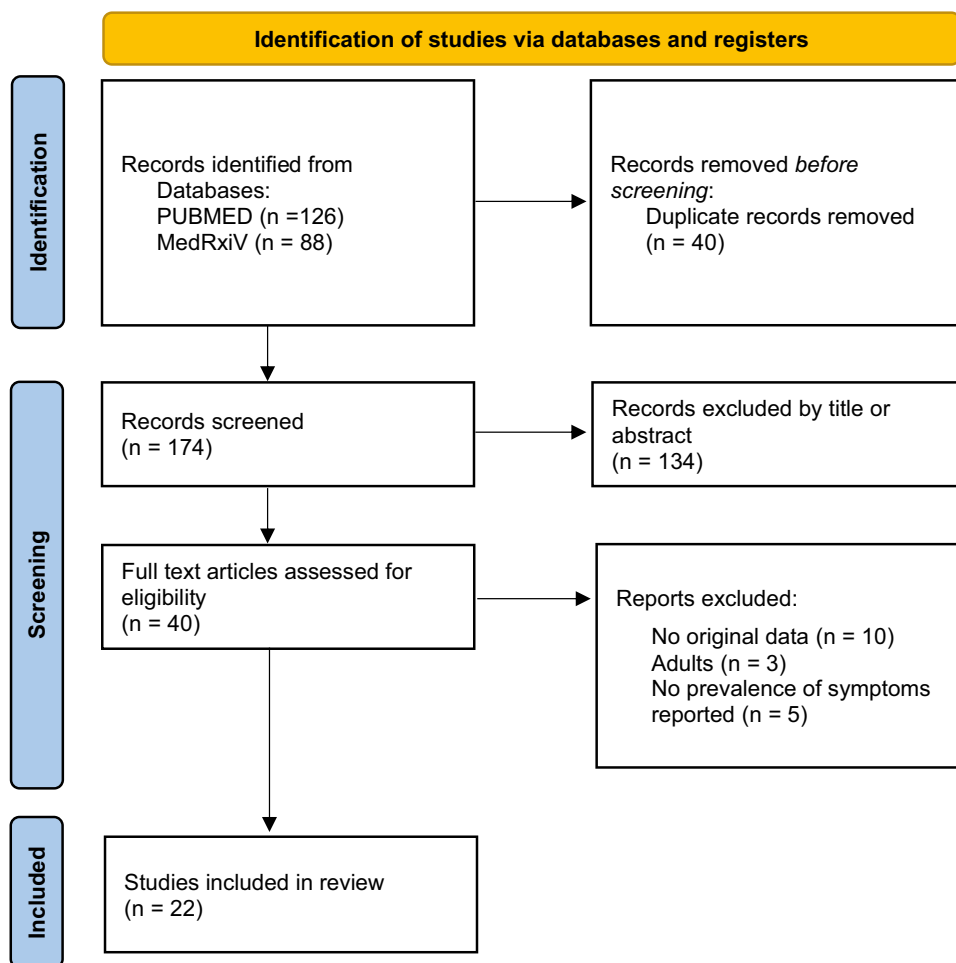 Identification of studies via databases and registers
Identification
Records identified from
Databases:
PUBMED (n =126)
MedRxiV (n = 88)
Records removed before
screening:
Duplicate records removed
(n = 40)
Screening
Records screened
(n = 174)
Records excluded by title or
abstract
(n = 134)
Full text articles assessed for
eligibility
(n = 40)
Reports excluded:
No original data (n = 10)
Adults (n = 3)
No prevalence of symptoms
reported (n = 5)
Included
Studies included in review
(n = 22)